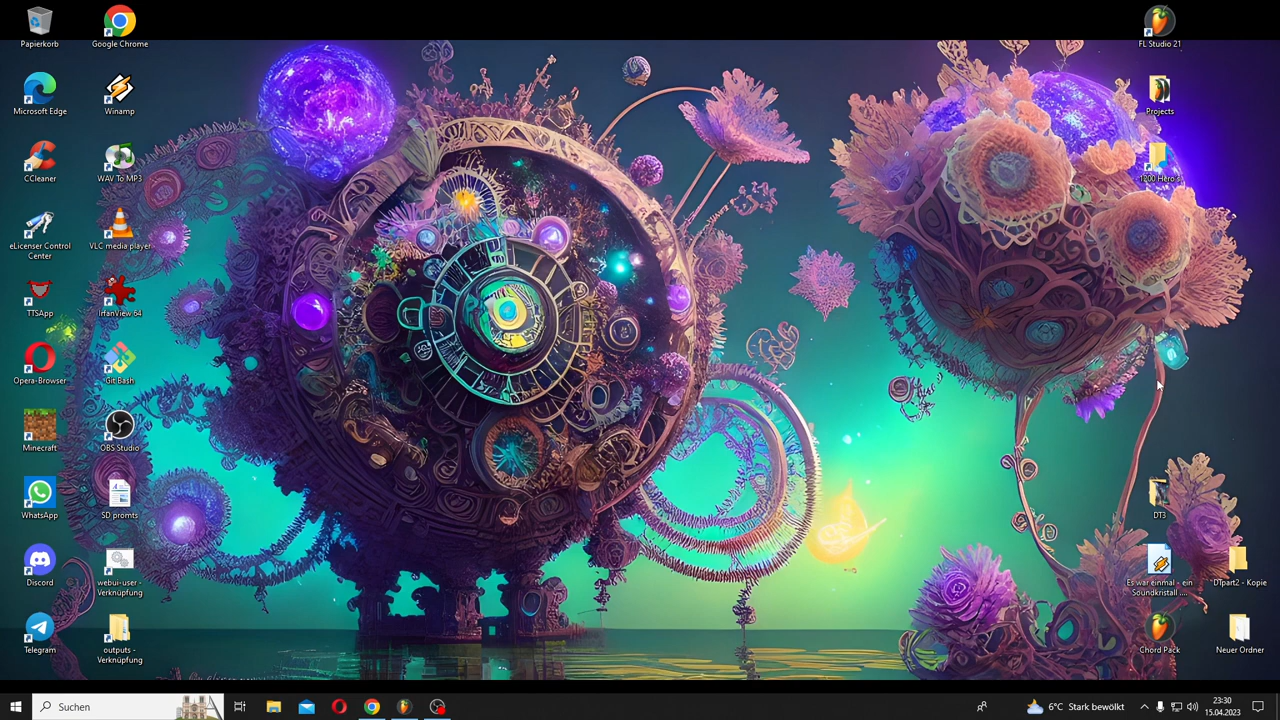 Papierkorb
Google Chrome
FL Studio 21
Microsoft Edge
Winamp
Projects
CCleaner
WAV To MP3
1200 Hero's
eLicenser Control
Center
VLC media player
TTSApp
IrfanView 64
Opera-Browser
Git Bash
Minecraft
OBS Studio
WhatsApp
SD promts
DT3
Discord
webui-user -
Verknüpfung
Es war einmal - ein
Soundkristall ....
DTpart2 - Kopie
Telegram
outputs -
Verknüpfung
Chord Pack
Neuer Ordner
Suchen
6°C Stark bewölkt
23:30
15.04.2023